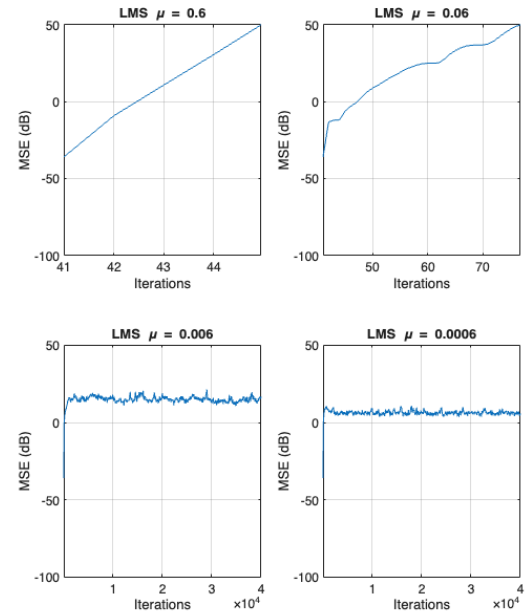 LMS μ = 0.6
50
0
-50
-100
MSE (dB)
41 42 43 44
Iterations
LMS μ = 0.06
50
0
-50
-100
MSE (dB)
50 60 70
Iterations
LMS μ = 0.006
50
0
-50
-100
MSE (dB)
1 2 3 4
Iterations ×10⁴
LMS μ = 0.0006
50
0
-50
-100
MSE (dB)
1 2 3 4
Iterations ×10⁴